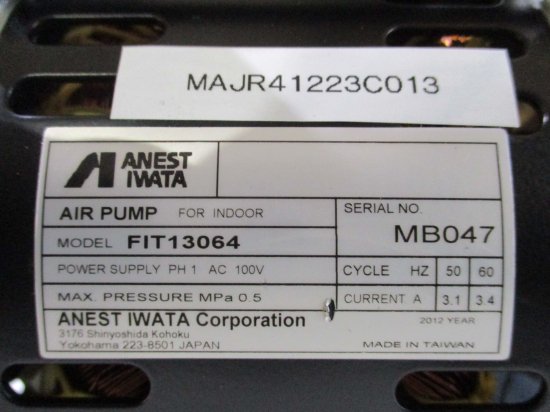 MAJR41223C013
ANEST
IWATA
AIR PUMP FOR INDOOR
SERIAL NO.
MB047
MODEL FIT13064
POWER SUPPLY PH 1 AC 100V
CYCLE HZ 50 60
MAX. PRESSURE MPa 0.5
CURRENT A 3.1 3.4
ANEST IWATA Corporation
2012 YEAR
3176 Shinyoshida Kohoku
Yokohama 223-8501 JAPAN
MADE IN TAIWAN